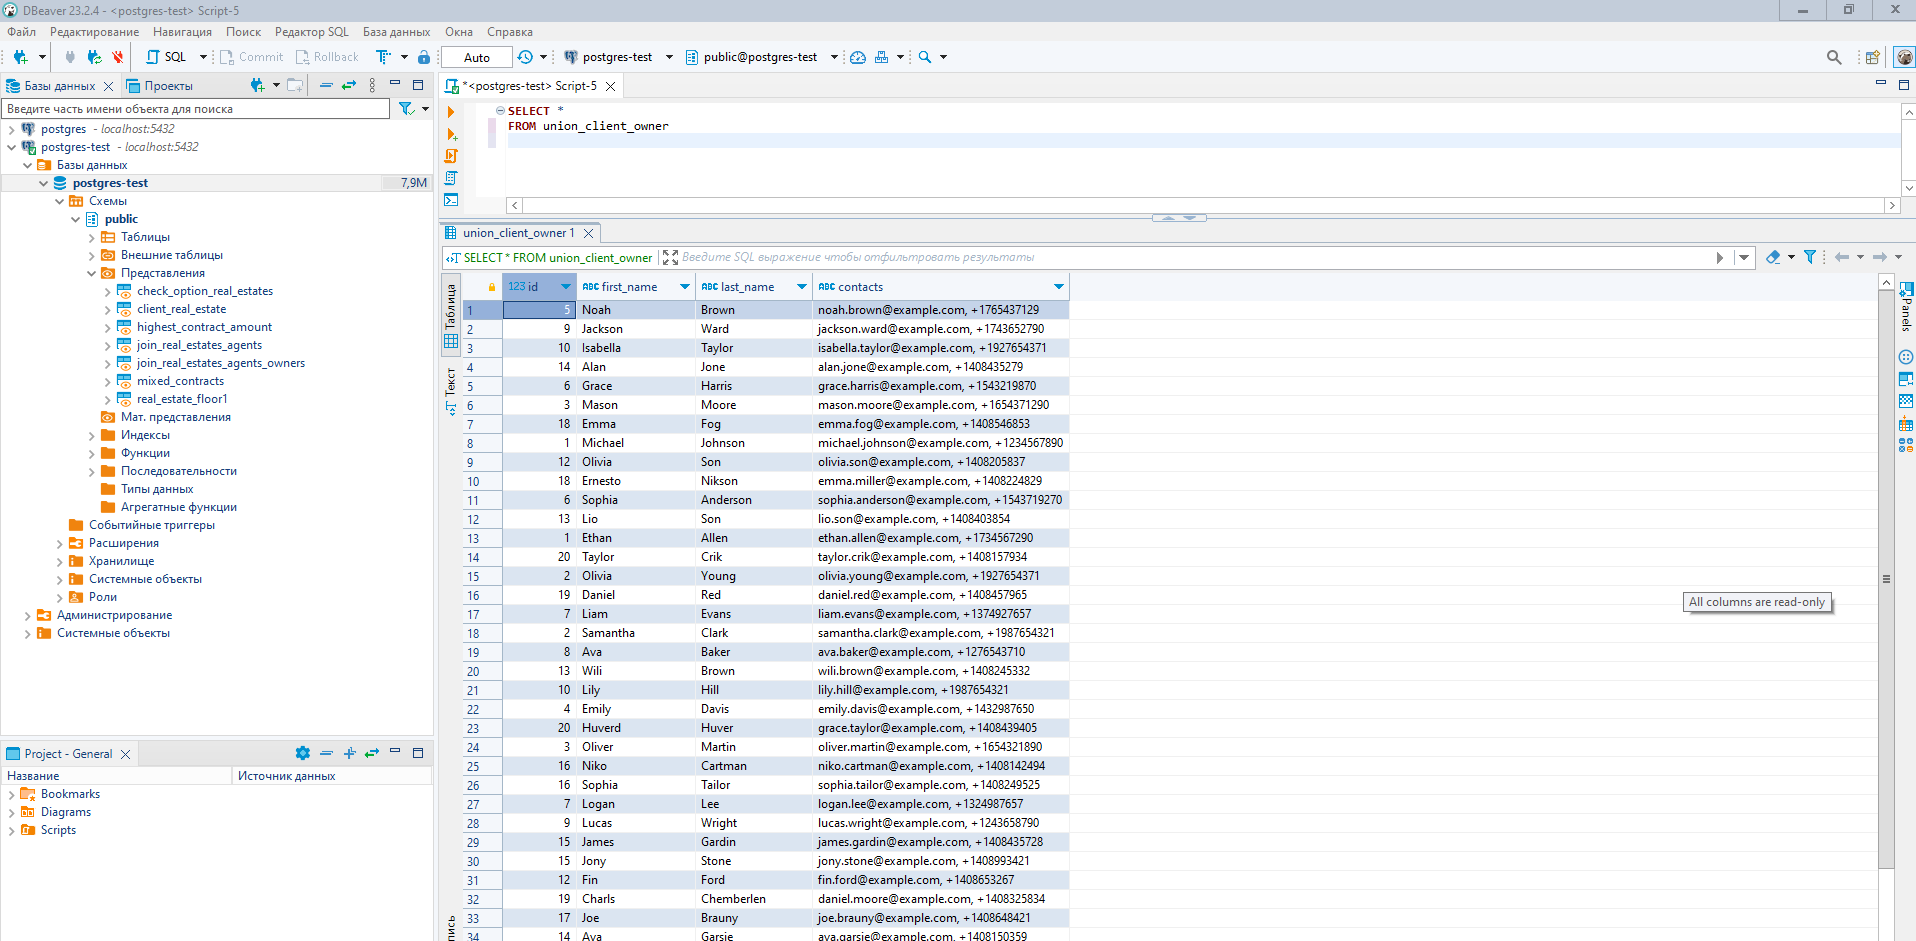 DBeaver 23.2.4 - <postgres-test> Script-5
Файл Редактирование Навигация Поиск Редактор SQL База данных Окна Справка
SQL Commit Rollback Auto postgres-test public@postgres-test
Базы данных Проекты
Введите часть имени объекта для поиска
postgres - localhost:5432
postgres-test - localhost:5432
Базы данных
postgres-test 7,9M
Схемы
public
Таблицы
Внешние таблицы
Представления
check_option_real_estates
client_real_estate
highest_contract_amount
join_real_estates_agents
join_real_estates_agents_owners
mixed_contracts
real_estate_floor1
Мат. представления
Индексы
Функции
Последовательности
Типы данных
Агрегатные функции
Событийные триггеры
Расширения
Хранилище
Системные объекты
Роли
Администрирование
Системные объекты
Project - General
Название Источник данных
Bookmarks
Diagrams
Scripts
*<postgres-test> Script-5
SELECT *
FROM union_client_owner
union_client_owner 1
SELECT * FROM union_client_owner Введите SQL выражение чтобы отфильтровать результаты
Таблица
Текст
пись
Panels
123 id ABC first_name ABC last_name ABC contacts
1 5 Noah Brown noah.brown@example.com, +1765437129
2 9 Jackson Ward jackson.ward@example.com, +1743652790
3 10 Isabella Taylor isabella.taylor@example.com, +1927654371
4 14 Alan Jone alan.jone@example.com, +1408435279
5 6 Grace Harris grace.harris@example.com, +1543219870
6 3 Mason Moore mason.moore@example.com, +1654371290
7 18 Emma Fog emma.fog@example.com, +1408546853
8 1 Michael Johnson michael.johnson@example.com, +1234567890
9 12 Olivia Son olivia.son@example.com, +1408205837
10 18 Ernesto Nikson emma.miller@example.com, +1408224829
11 6 Sophia Anderson sophia.anderson@example.com, +1543719270
12 13 Lio Son lio.son@example.com, +1408403854
13 1 Ethan Allen ethan.allen@example.com, +1734567290
14 20 Taylor Crik taylor.crik@example.com, +1408157934
15 2 Olivia Young olivia.young@example.com, +1927654371
16 19 Daniel Red daniel.red@example.com, +1408457965
17 7 Liam Evans liam.evans@example.com, +1374927657
18 2 Samantha Clark samantha.clark@example.com, +1987654321
19 8 Ava Baker ava.baker@example.com, +1276543710
20 13 Wili Brown wili.brown@example.com, +1408245332
21 10 Lily Hill lily.hill@example.com, +1987654321
22 4 Emily Davis emily.davis@example.com, +1432987650
23 20 Huverd Huver grace.taylor@example.com, +1408439405
24 3 Oliver Martin oliver.martin@example.com, +1654321890
25 16 Niko Cartman niko.cartman@example.com, +1408142494
26 16 Sophia Tailor sophia.tailor@example.com, +1408249525
27 7 Logan Lee logan.lee@example.com, +1324987657
28 9 Lucas Wright lucas.wright@example.com, +1243658790
29 15 James Gardin james.gardin@example.com, +1408435728
30 15 Jony Stone jony.stone@example.com, +1408993421
31 12 Fin Ford fin.ford@example.com, +1408653267
32 19 Charls Chemberlen daniel.moore@example.com, +1408325834
33 17 Joe Brauny joe.brauny@example.com, +1408648421
34 14 Ava Garsie ava.garsie@example.com, +1408150359
All columns are read-only